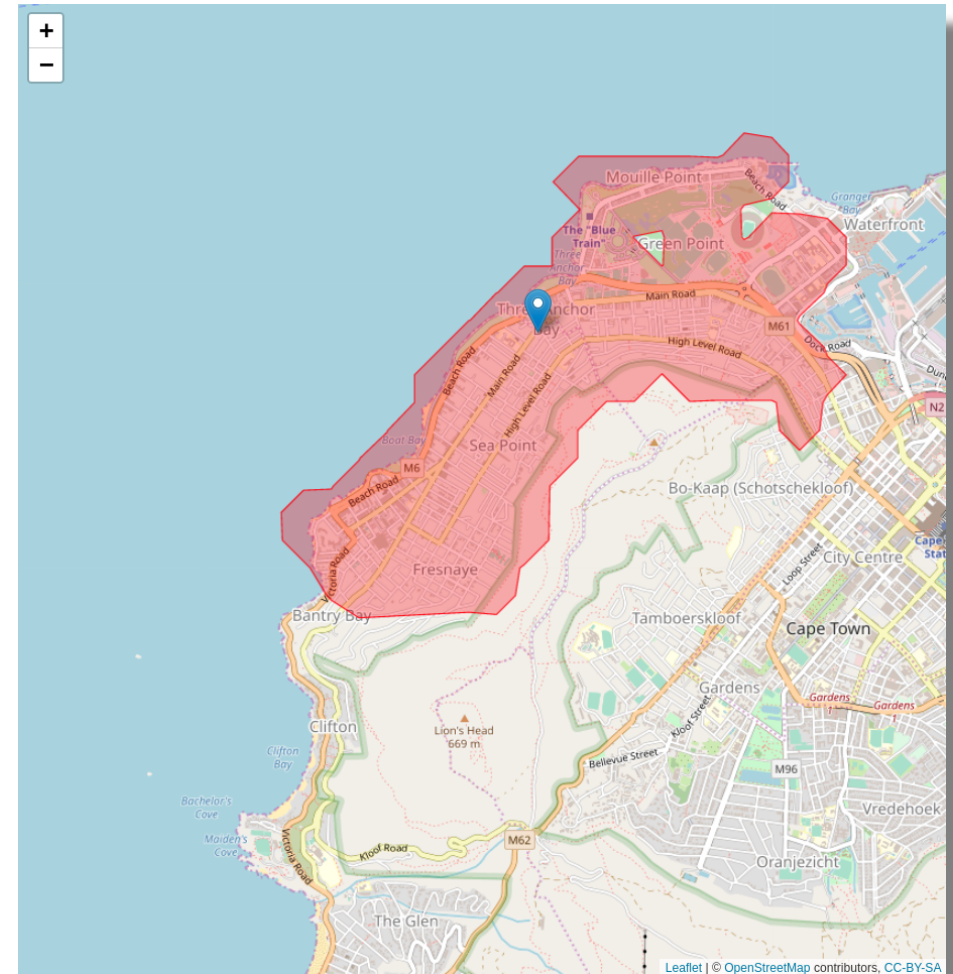 +
−
Mouille Point
Beach Road
Granger
Bay
Waterfront
The "Blue
Train"
Green Point
Three
Anchor
Bay
Main Road
Three Anchor
Bay
M61
High Level Road
Dock Road
Beach Road
Main Road
High Level Road
N2
Boat Bay
Sea Point
M6
Beach Road
Bo-Kaap (Schotschekloof)
Loop Street
City Centre
Fresnaye
Victoria Road
Bantry Bay
Tamboerskloof
Cape Town
Gardens
Gardens
1
Gardens
1
Kloof Street
Lion's Head
669 m
Clifton
Clifton
Bay
Bellevue Street
M96
Bachelor's
Cove
Vredehoek
Maiden's
Cove
Victoria Road
Kloof Road
M62
Oranjezicht
The Glen
Leaflet | © OpenStreetMap contributors, CC-BY-SA